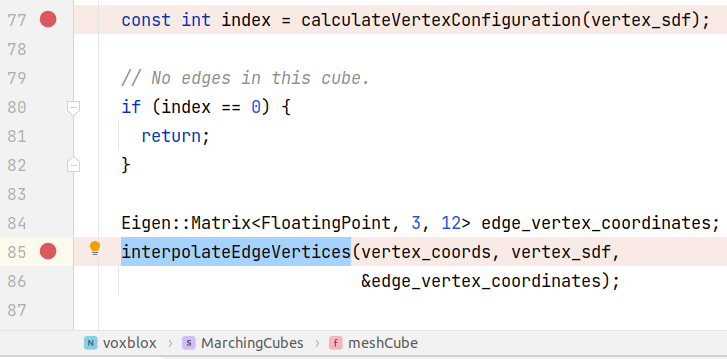 77 const int index = calculateVertexConfiguration(vertex_sdf);
78
79 // No edges in this cube.
80 if (index == 0) {
81 return;
82 }
83
84 Eigen::Matrix<FloatingPoint, 3, 12> edge_vertex_coordinates;
85 interpolateEdgeVertices(vertex_coords, vertex_sdf,
86 &edge_vertex_coordinates);
87
N voxblox › S MarchingCubes › f meshCube